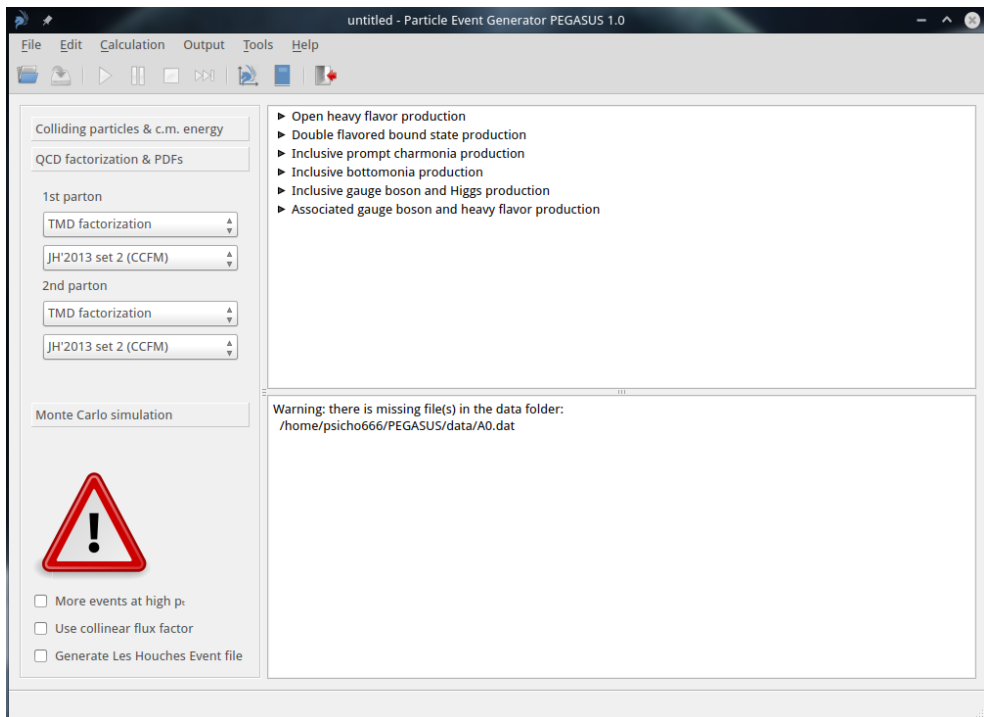 untitled - Particle Event Generator PEGASUS 1.0
File Edit Calculation Output Tools Help
Colliding particles & c.m. energy
QCD factorization & PDFs
1st parton
TMD factorization
JH'2013 set 2 (CCFM)
2nd parton
TMD factorization
JH'2013 set 2 (CCFM)
Monte Carlo simulation
!
More events at high pₜ
Use collinear flux factor
Generate Les Houches Event file
Open heavy flavor production
Double flavored bound state production
Inclusive prompt charmonia production
Inclusive bottomonia production
Inclusive gauge boson and Higgs production
Associated gauge boson and heavy flavor production
Warning: there is missing file(s) in the data folder:
/home/psicho666/PEGASUS/data/A0.dat